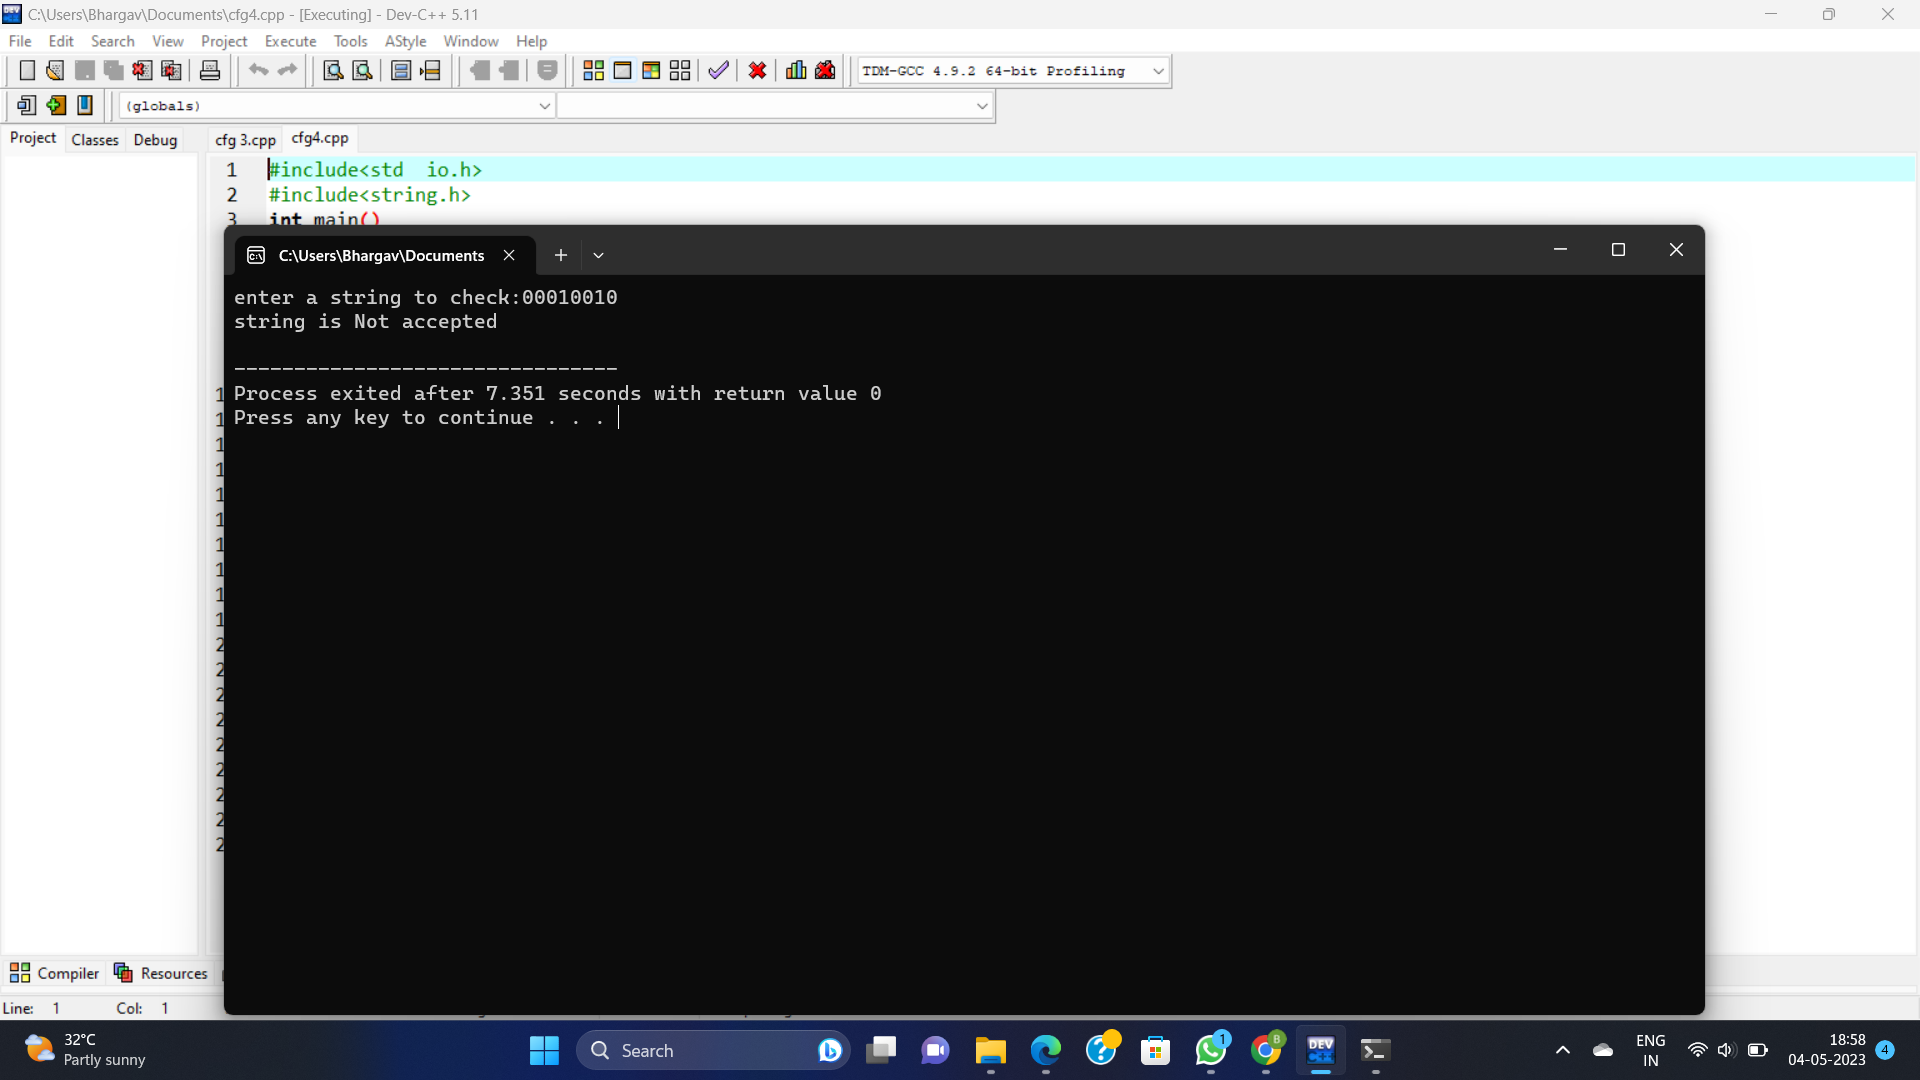 C:\Users\Bhargav\Documents\cfg4.cpp - [Executing] - Dev-C++ 5.11
File Edit Search View Project Execute Tools AStyle Window Help
TDM-GCC 4.9.2 64-bit Profiling
(globals)
Project Classes Debug
cfg 3.cpp cfg4.cpp
1 #include<std  io.h>
2 #include<string.h>
3 int main()
C:\Users\Bhargav\Documents
enter a string to check:00010010
string is Not accepted
--------------------------------
Process exited after 7.351 seconds with return value 0
Press any key to continue . . .
Compiler Resources
Line: 1 Col: 1
32°C
Partly sunny
Search
1
B
DEV
C++
ENG
IN
18:58
04-05-2023
4